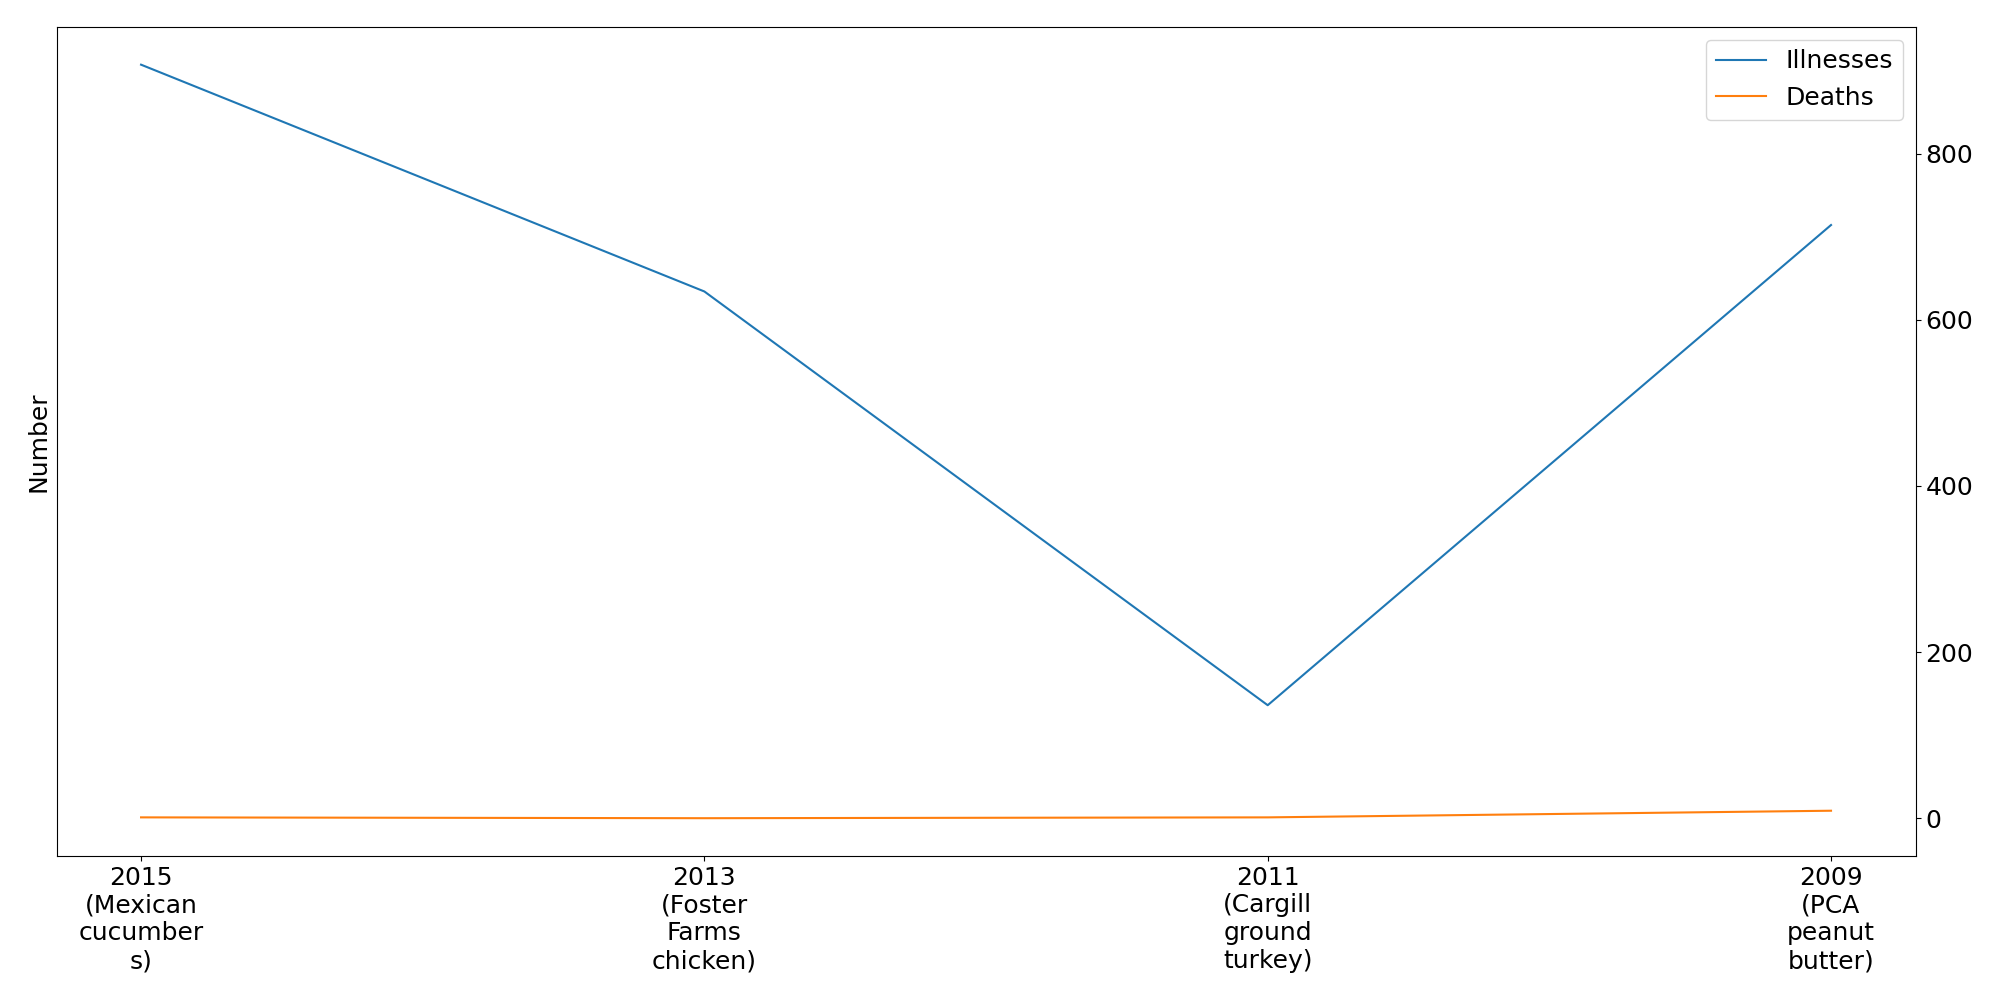 Illnesses
Deaths
Number
800
600
400
200
0
2015
(Mexican
cucumber
s)
2013
(Foster
Farms
chicken)
2011
(Cargill
ground
turkey)
2009
(PCA
peanut
butter)